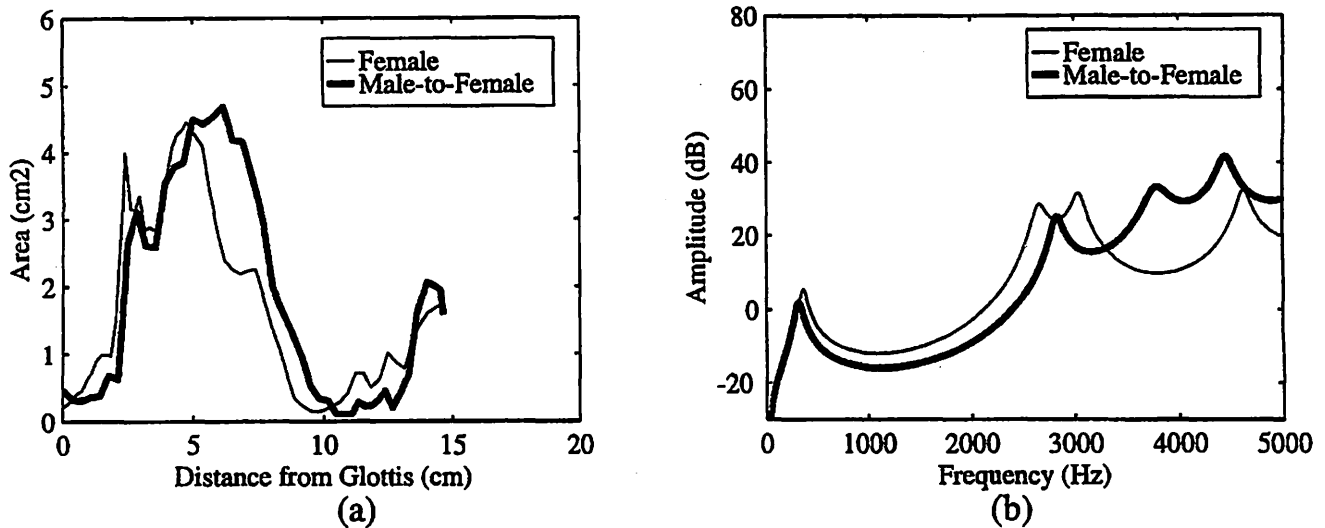 6
5
4
3
2
1
0
Area (cm2)
Female
Male-to-Female
0 5 10 15 20
Distance from Glottis (cm)
(a)
80
60
40
20
0
-20
Amplitude (dB)
Female
Male-to-Female
0 1000 2000 3000 4000 5000
Frequency (Hz)
(b)